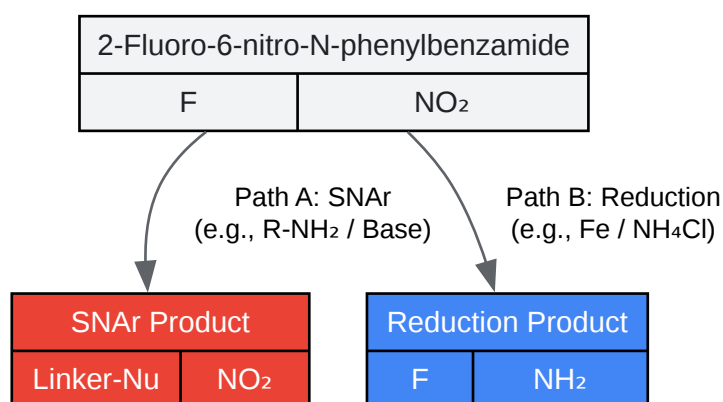 2-Fluoro-6-nitro-N-phenylbenzamide
F
NO₂
Path A: SNAr
(e.g., R-NH₂ / Base)
Path B: Reduction
(e.g., Fe / NH₄Cl)
SNAr Product
Linker-Nu
NO₂
Reduction Product
F
NH₂